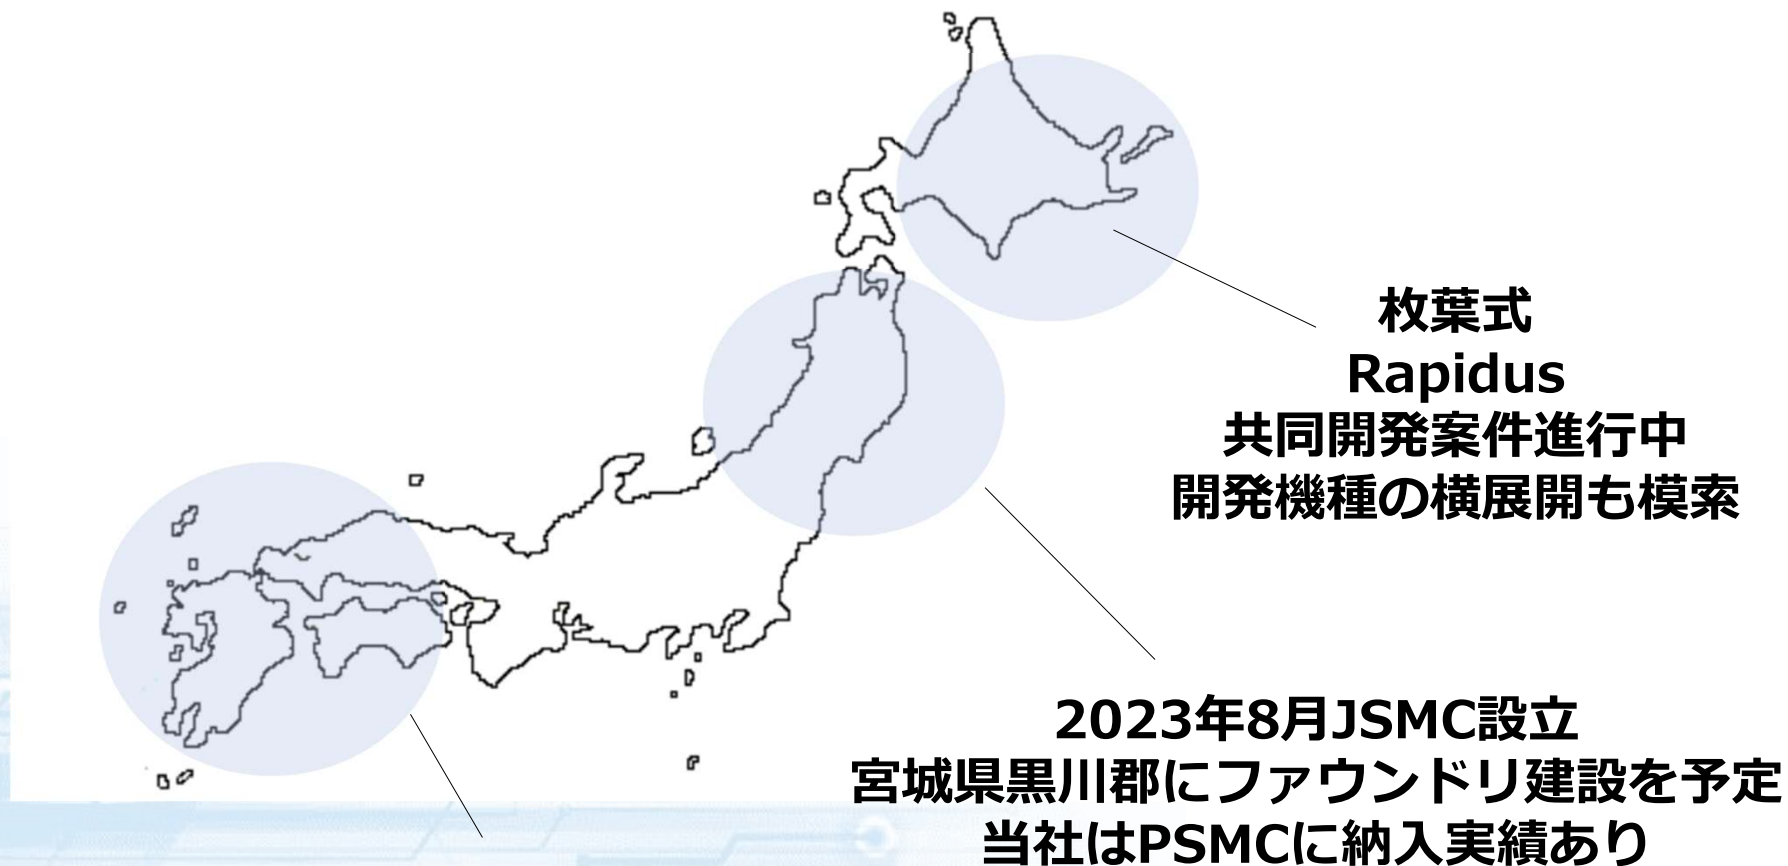 枚葉式
Rapidus
共同開発案件進行中
開発機種の横展開も模索
2023年8月JSMC設立
宮城県黒川郡にファウンドリ建設を予定
当社はPSMCに納入実績あり